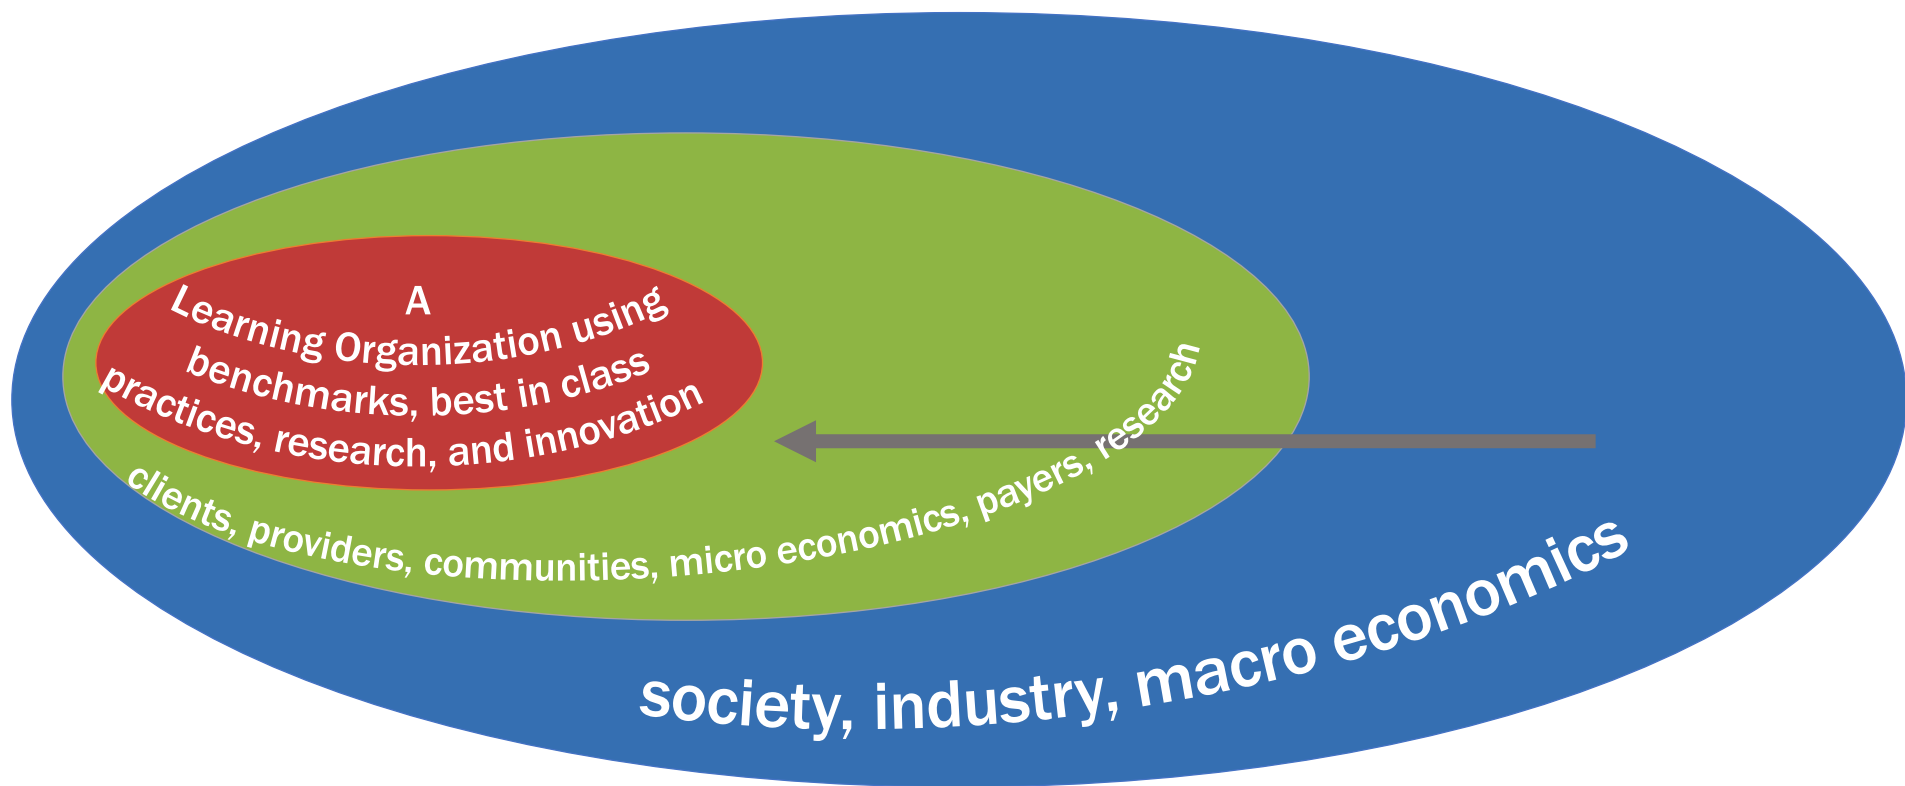 A
Learning Organization using
benchmarks, best in class
practices, research, and innovation
clients, providers, communities, micro economics, payers, research
society, industry, macro economics